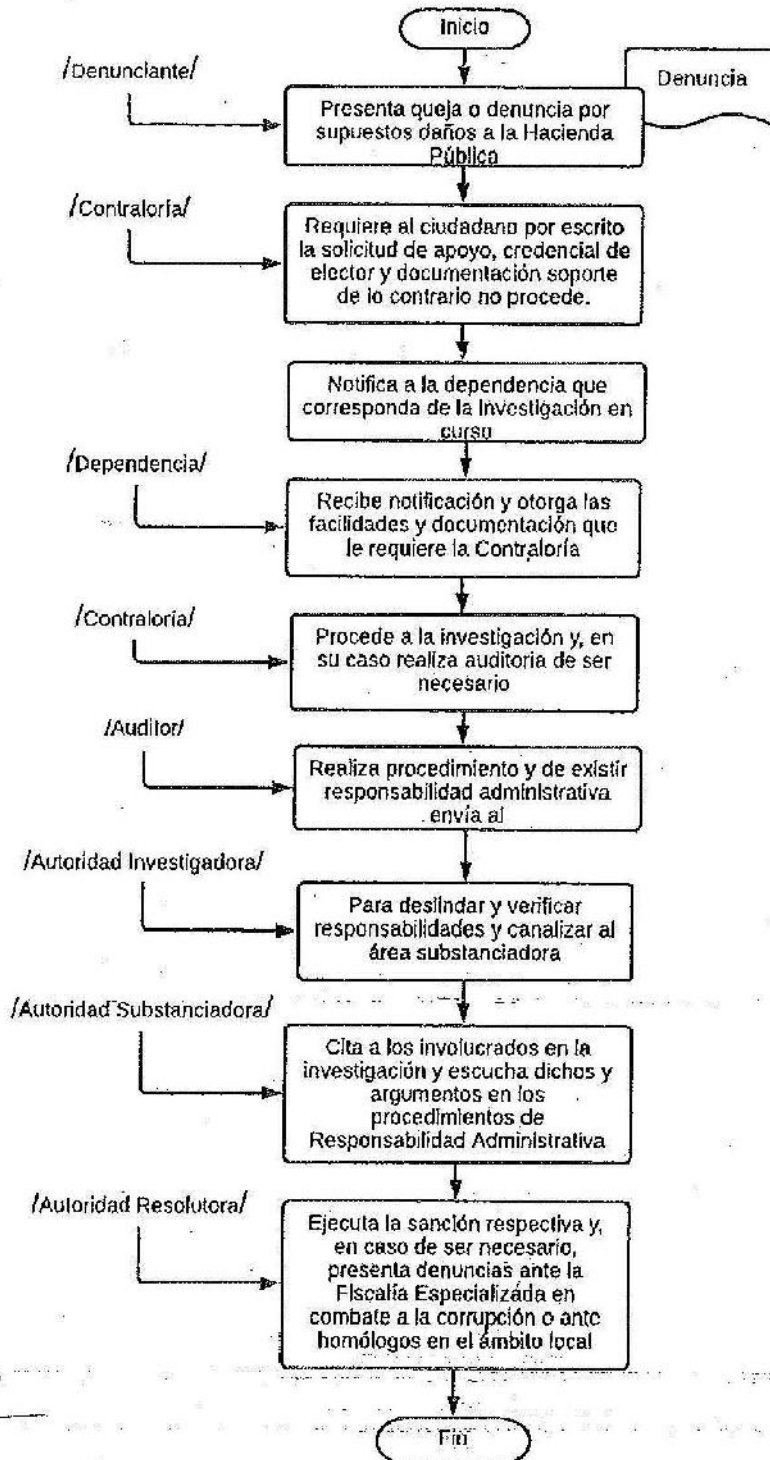 Inicio
/Denunciante/
Denuncia
Presenta queja o denuncia por
supuestos daños a la Hacienda
Pública
/Contraloría/
Requiere al ciudadano por escrito
la solicitud de apoyo, credencial de
elector y documentación soporte
de lo contrario no procede.
Notifica a la dependencia que
corresponda de la investigación en
curso
/Dependencia/
Recibe notificación y otorga las
facilidades y documentación que
le requiere la Contraloría
/Contraloría/
Procede a la investigación y, en
su caso realiza auditoria de ser
necesario
/Auditor/
Realiza procedimiento y de existir
responsabilidad administrativa
envía al
/Autoridad Investigadora/
Para deslindar y verificar
responsabilidades y canalizar al
área substanciadora
/Autoridad Substanciadora/
Cita a los involucrados en la
investigación y escucha dichos y
argumentos en los
procedimientos de
Responsabilidad Administrativa
/Autoridad Resolutora/
Ejecuta la sanción respectiva y,
en caso de ser necesario,
presenta denuncias ante la
Fiscalía Especializada en
combate a la corrupción o ante
homólogos en el ámbito local
Fin